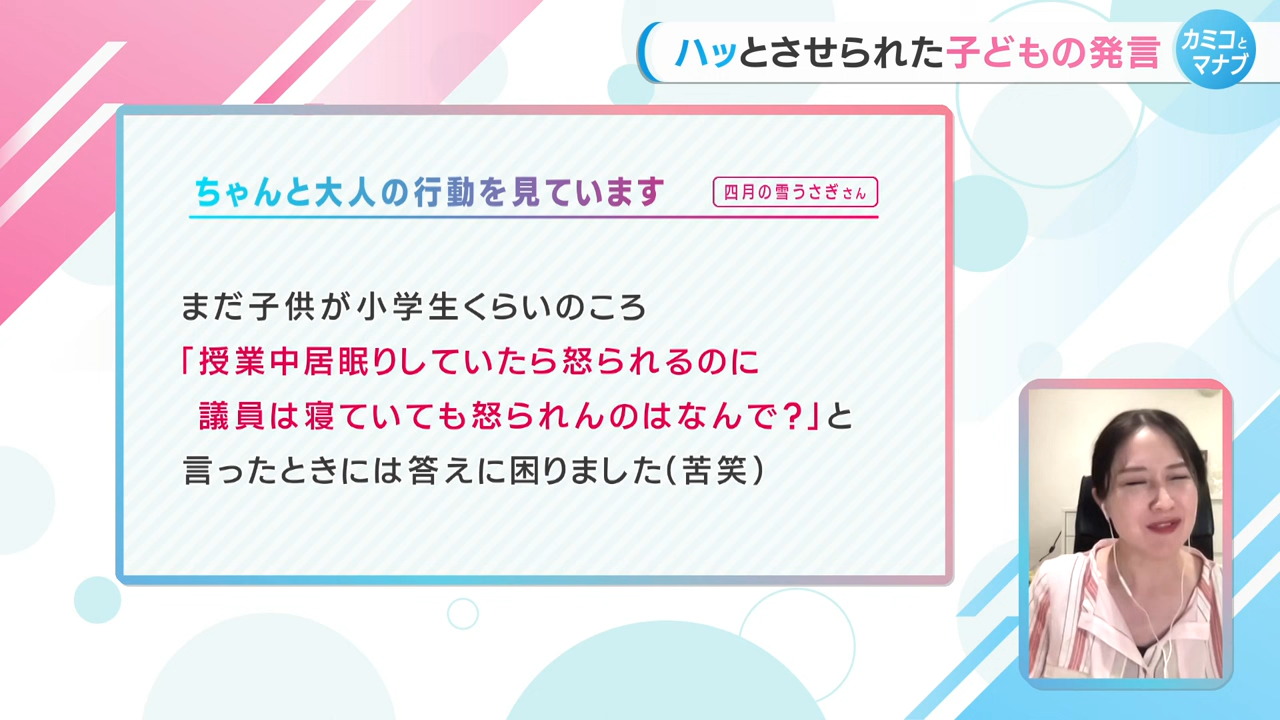 ハッとさせられた子どもの発言
カミコと
マナブ
ちゃんと大人の行動を見ています
四月の雪うさぎさん
まだ子供が小学生くらいのころ
「授業中居眠りしていたら怒られるのに
議員は寝ていても怒られんのはなんで?」と
言ったときには答えに困りました(苦笑)